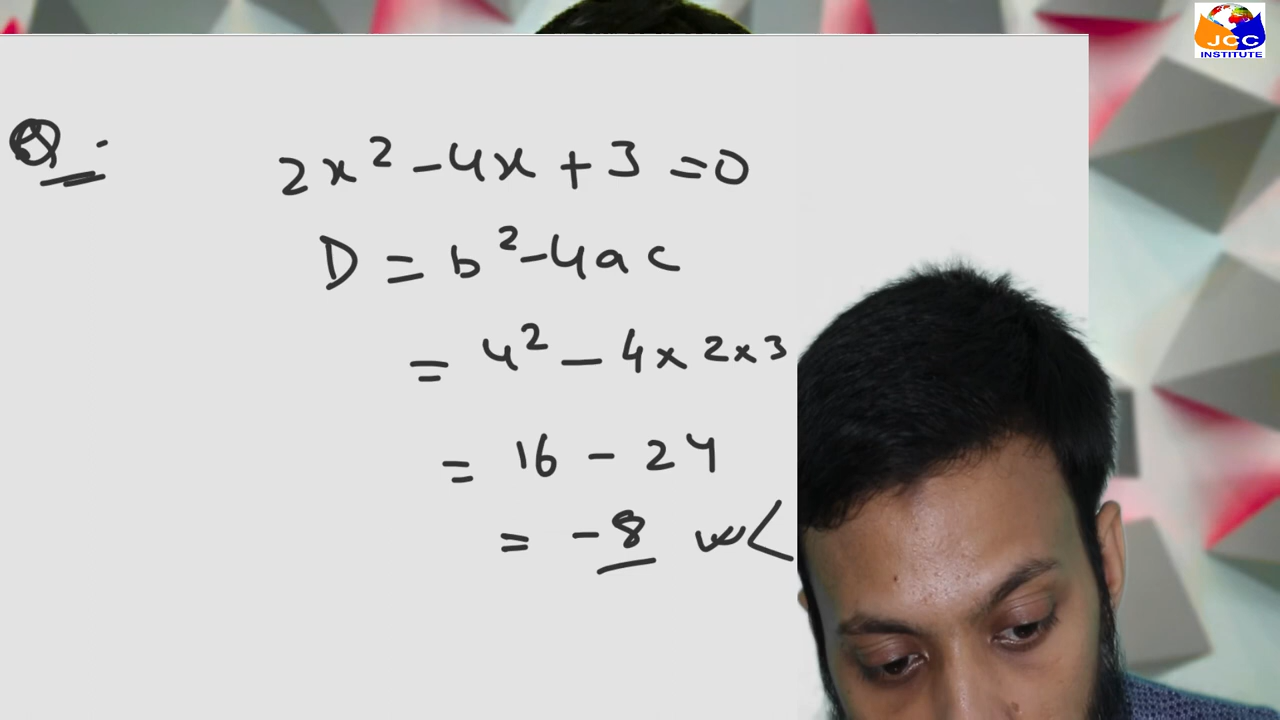 Q.
2x² - 4x + 3 = 0
D = b² - 4ac
= 4² - 4 x 2 x 3
= 16 - 24
= -8 <
JCC
INSTITUTE